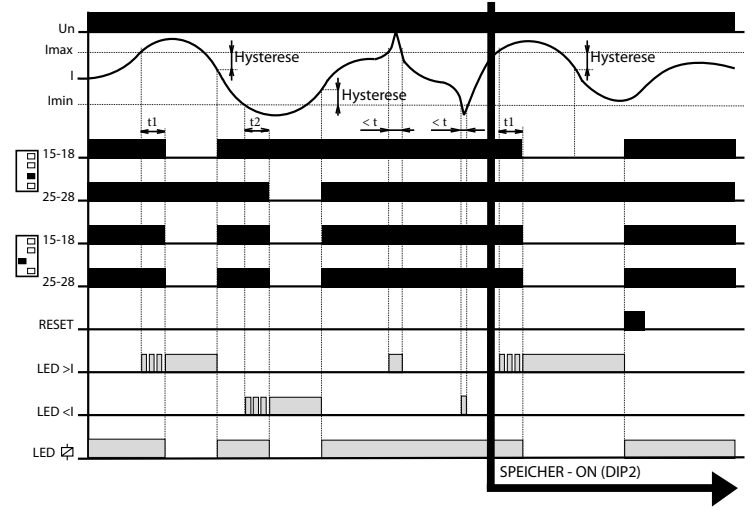 Un
Imax
Hysterese
Hysterese
I
Hysterese
Imin
t1
t2
< t
< t
t1
15-18
25-28
15-18
25-28
RESET
LED >I
LED <I
LED
SPEICHER - ON (DIP2)